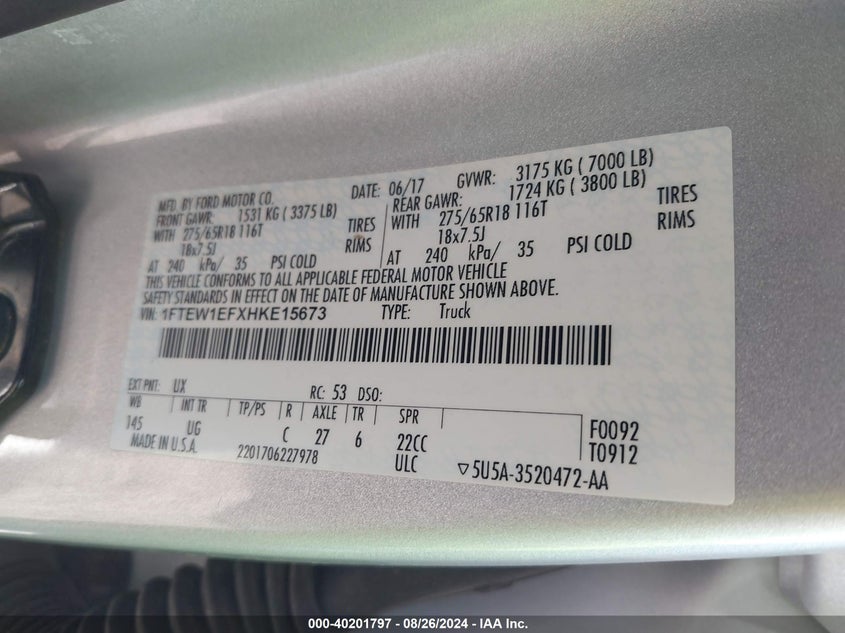 MFD. BY FORD MOTOR CO.
DATE: 06/17 GVWR: 3175 KG ( 7000 LB)
FRONT GAWR: 1531 KG ( 3375 LB) REAR GAWR: 1724 KG ( 3800 LB)
WITH 275/65R18 116T TIRES WITH 275/65R18 116T TIRES
18x7.5J RIMS 18x7.5J RIMS
AT 240 kPa/ 35 PSI COLD AT 240 kPa/ 35 PSI COLD
THIS VEHICLE CONFORMS TO ALL APPLICABLE FEDERAL MOTOR VEHICLE
SAFETY STANDARDS IN EFFECT ON THE DATE OF MANUFACTURE SHOWN ABOVE.
VIN: 1FTEW1EFXHKE15673 TYPE: Truck
EXT PNT: UX RC: 53 DSO:
WB INT TR TP/PS R AXLE TR SPR
145 UG C 27 6 22CC F0092
MADE IN U.S.A. 2201706227978 ULC T0912
▽5U5A-3520472-AA
000-40201797 - 08/26/2024 - IAA Inc.